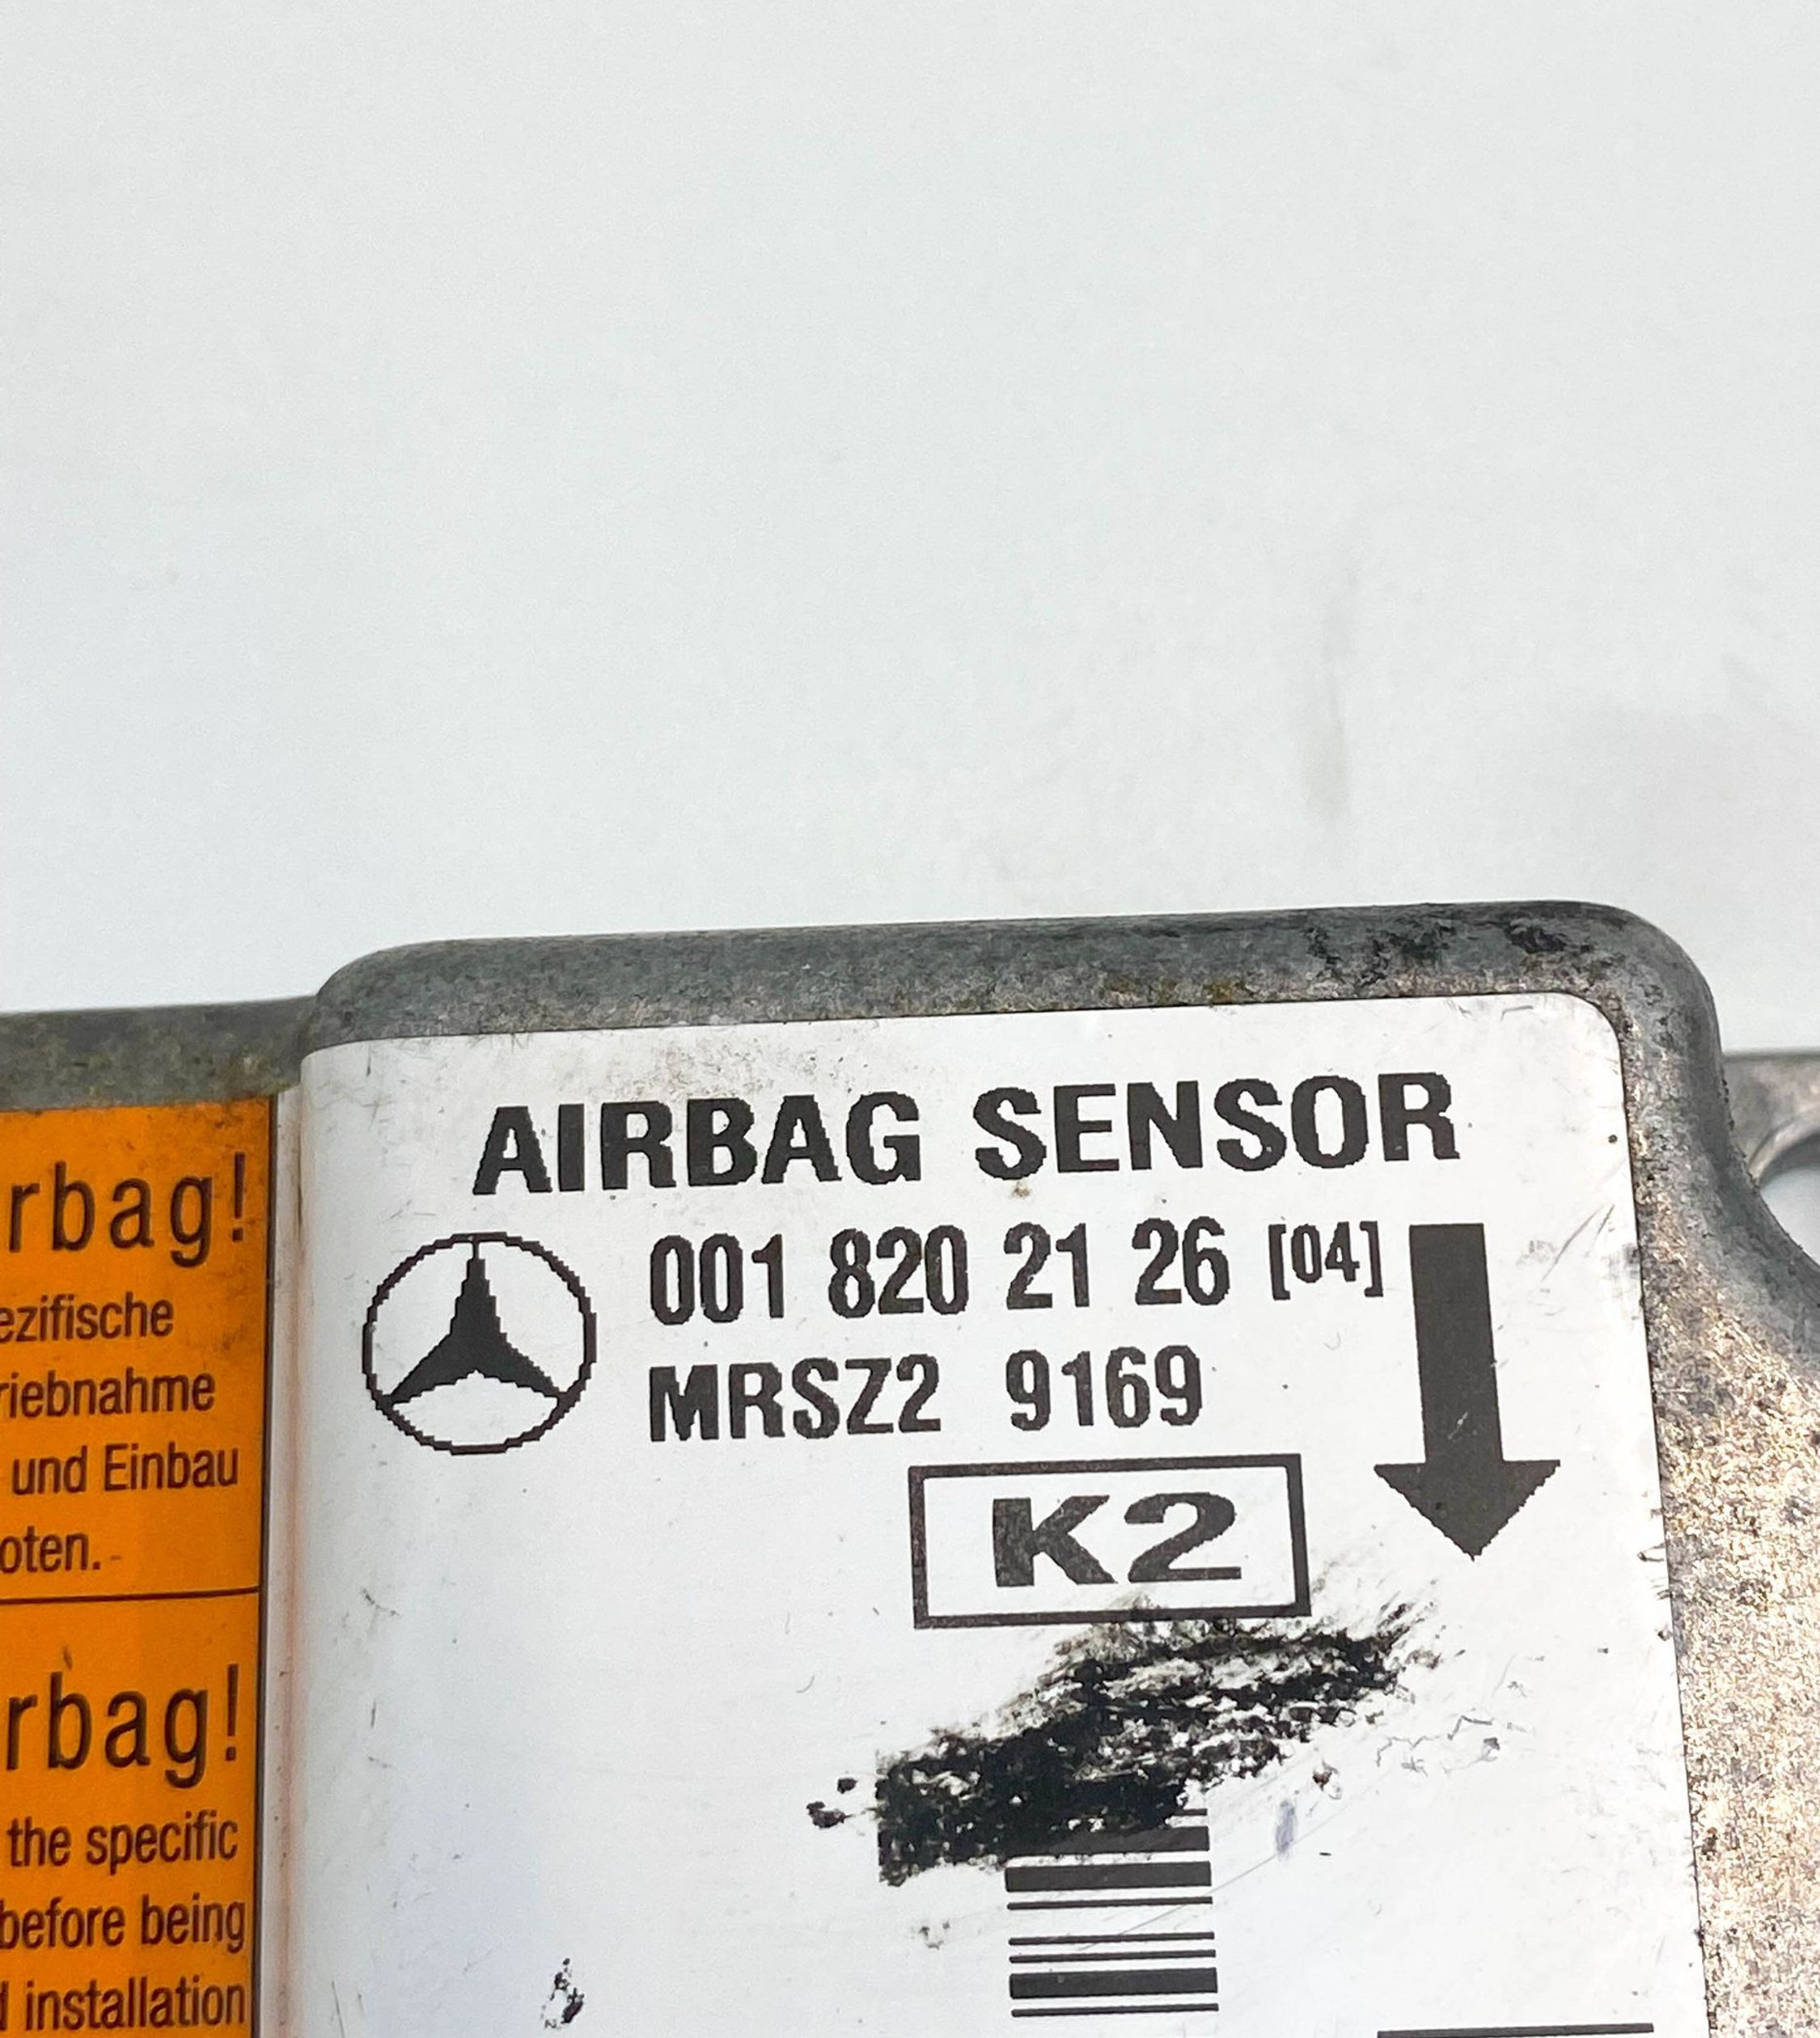 rbag!
ezifische
riebnahme
und Einbau
oten.
rbag!
the specific
before being
installation
AIRBAG SENSOR
001 820 21 26 [04]
MRSZ2 9169
K2